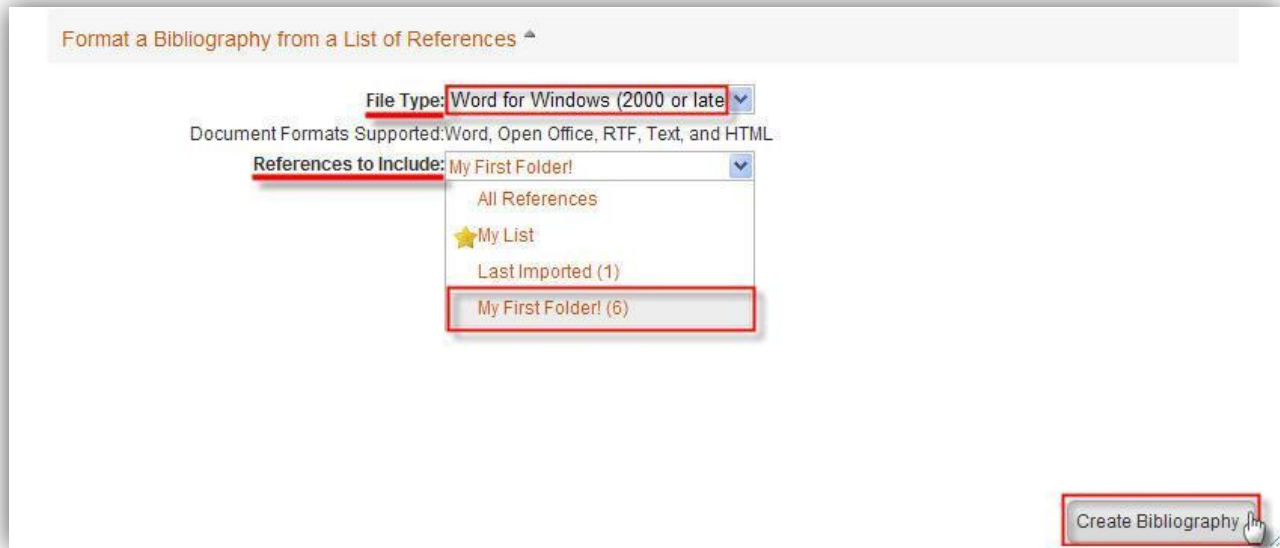 Format a Bibliography from a List of References
File Type: Word for Windows (2000 or late
Document Formats Supported:Word, Open Office, RTF, Text, and HTML
References to Include: My First Folder!
All References
My List
Last Imported (1)
My First Folder! (6)
Create Bibliography